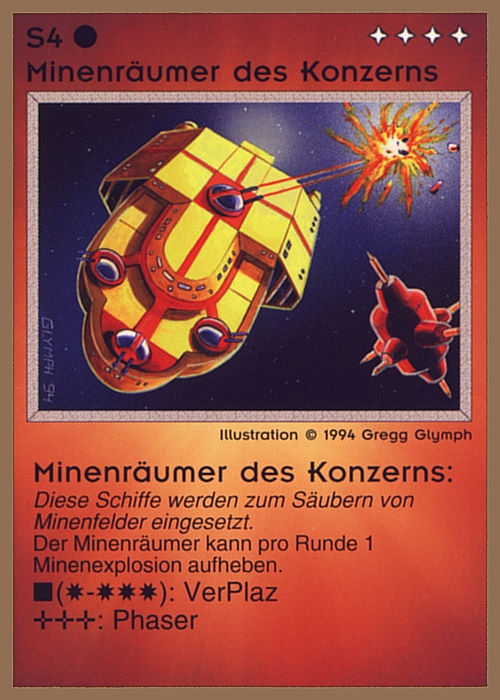 S4 ● ✦ ✦ ✦ ✦
Minenräumer des Konzerns
GLYMPH 94
Illustration © 1994 Gregg Glymph
Minenräumer des Konzerns:
Diese Schiffe werden zum Säubern von
Minenfelder eingesetzt.
Der Minenräumer kann pro Runde 1
Minenexplosion aufheben.
■(✷-✷✷✷): VerPlaz
✢✢✢: Phaser